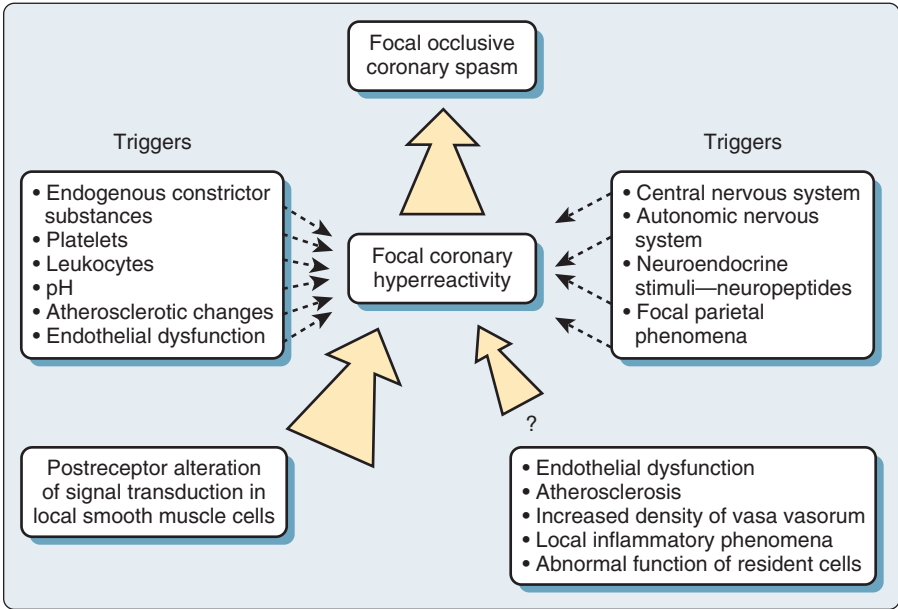 Focal occlusive
coronary spasm
Triggers
• Endogenous constrictor
substances
• Platelets
• Leukocytes
• pH
• Atherosclerotic changes
• Endothelial dysfunction
Focal coronary
hyperreactivity
Triggers
• Central nervous system
• Autonomic nervous
system
• Neuroendocrine
stimuli—neuropeptides
• Focal parietal
phenomena
Postreceptor alteration
of signal transduction in
local smooth muscle cells
?
• Endothelial dysfunction
• Atherosclerosis
• Increased density of vasa vasorum
• Local inflammatory phenomena
• Abnormal function of resident cells